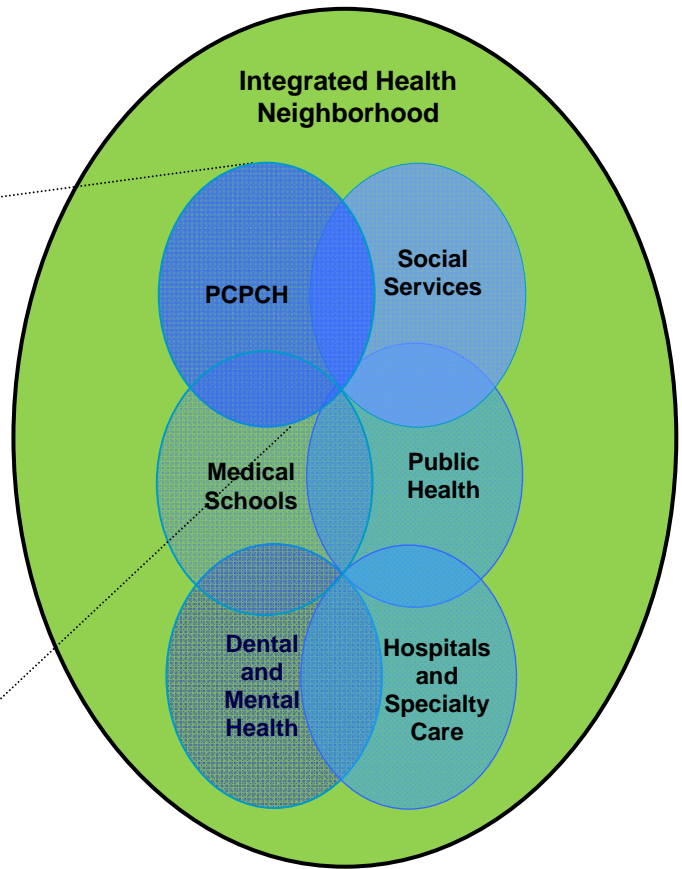 Integrated Health
Neighborhood
PCPCH
Social
Services
Medical
Schools
Public
Health
Dental
and
Mental
Health
Hospitals
and
Specialty
Care